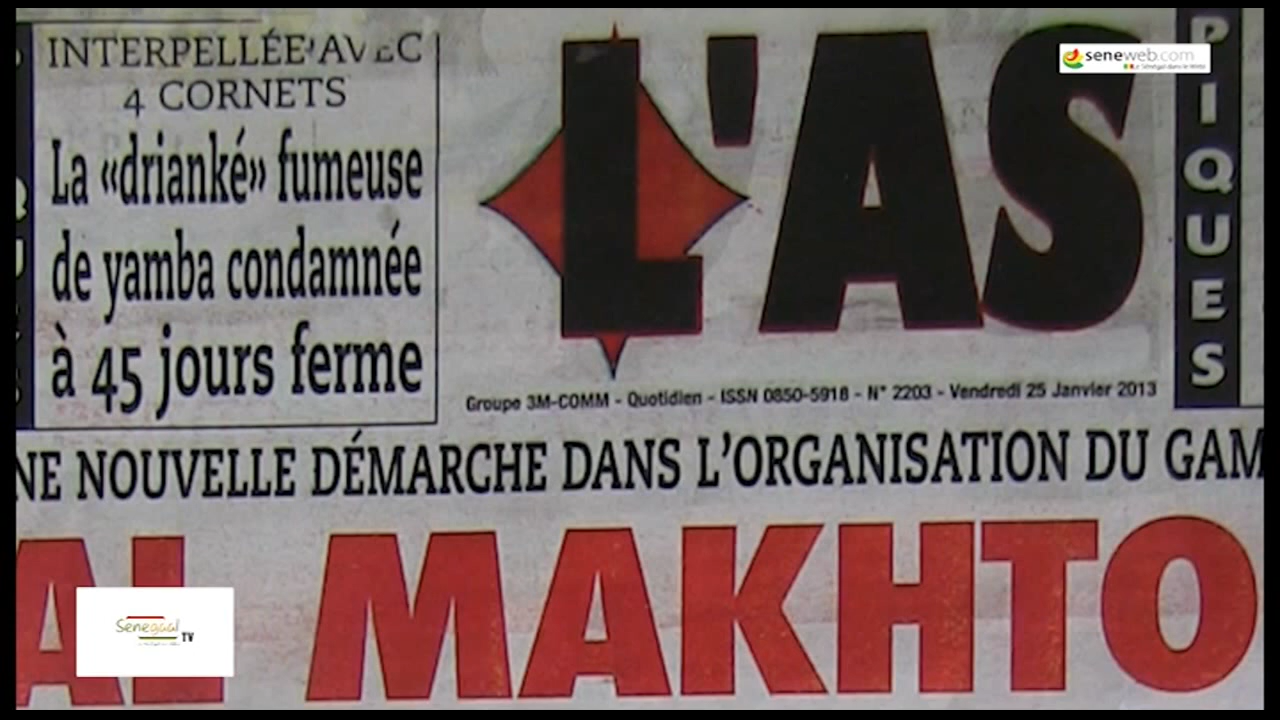 INTERPELLÉE AVEC
4 CORNETS
La «drianké» fumeuse
de yamba condamnée
à 45 jours ferme
L'AS
Groupe 3M-COMM - Quotidien - ISSN 0850-5918 - N° 2203 - Vendredi 25 Janvier 2013
PIQUES
NE NOUVELLE DÉMARCHE DANS L'ORGANISATION DU GAM
AL MAKHTO
seneweb.com
Senegaal TV